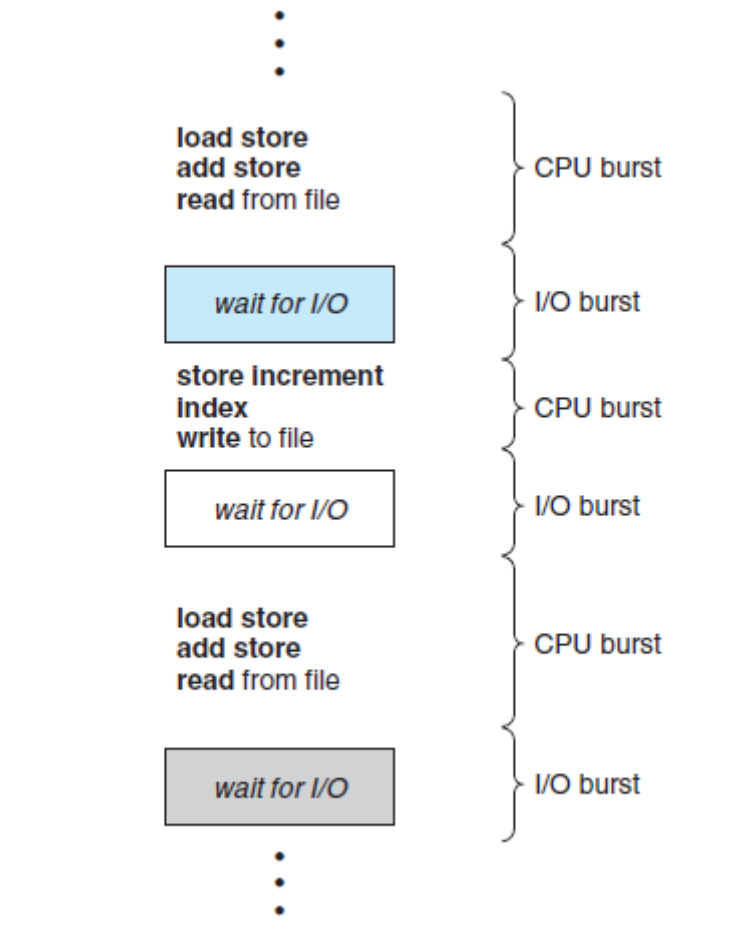 load store
add store
read from file
CPU burst
wait for I/O
I/O burst
store increment
index
write to file
CPU burst
wait for I/O
I/O burst
load store
add store
read from file
CPU burst
wait for I/O
I/O burst